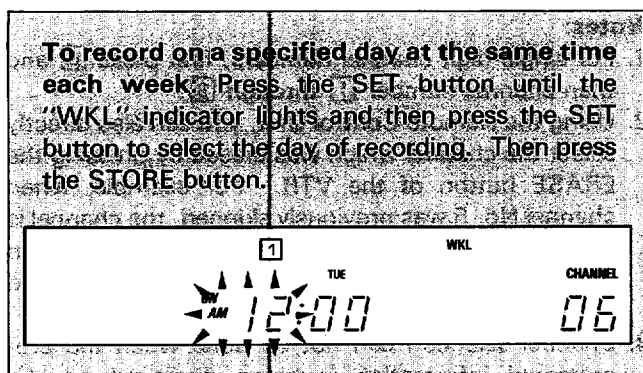 To record on a specified day at the same time
each week: Press the SET button until the
"WKL" indicator lights and then press the SET
button to select the day of recording. Then press
the STORE button.
1 WKL
TUE CHANNEL
ON
AM 12:00 06